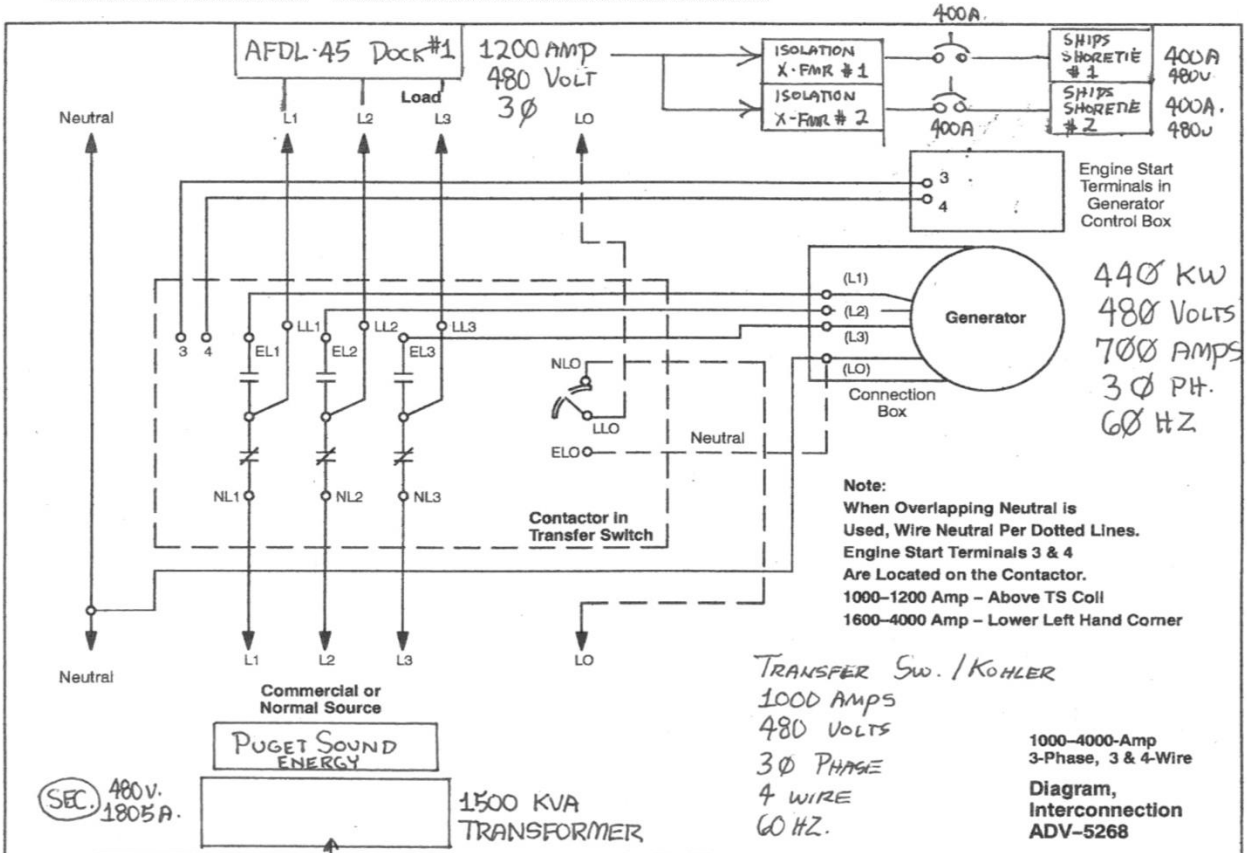 400A.
AFDL-45 DOCK #1
1200 AMP
480 VOLT
3Ø
ISOLATION
X-FMR #1
SHIPS
SHORETIE
#1
400A
480V
ISOLATION
X-FMR # 2
400A
SHIPS
SHORETIE
#2
400A.
480V
Load
Neutral
L1
L2
L3
LO
3
4
Engine Start
Terminals in
Generator
Control Box
(L1)
(L2)
(L3)
(LO)
Generator
Connection
Box
440 KW
480 VOLTS
700 AMPS
3Ø PH.
60 HZ
3
4
EL1
LL1
EL2
LL2
EL3
LL3
NLO
LLO
ELO
Neutral
NL1
NL2
NL3
Contactor in
Transfer Switch
Note:
When Overlapping Neutral is
Used, Wire Neutral Per Dotted Lines.
Engine Start Terminals 3 & 4
Are Located on the Contactor.
1000–1200 Amp – Above TS Coil
1600–4000 Amp – Lower Left Hand Corner
Neutral
L1
L2
L3
LO
Commercial or
Normal Source
PUGET SOUND
ENERGY
SEC.
480V.
1805A.
1500 KVA
TRANSFORMER
TRANSFER SW. / KOHLER
1000 AMPS
480 VOLTS
3Ø PHASE
4 WIRE
60 HZ.
1000–4000-Amp
3-Phase, 3 & 4-Wire
Diagram,
Interconnection
ADV–5268